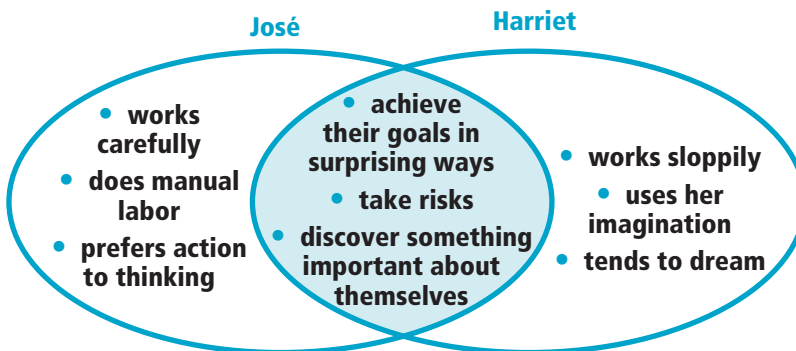 José
Harriet
• works
carefully
• does manual
labor
• prefers action
to thinking
• achieve
their goals in
surprising ways
• take risks
• discover something
important about
themselves
• works sloppily
• uses her
imagination
• tends to dream